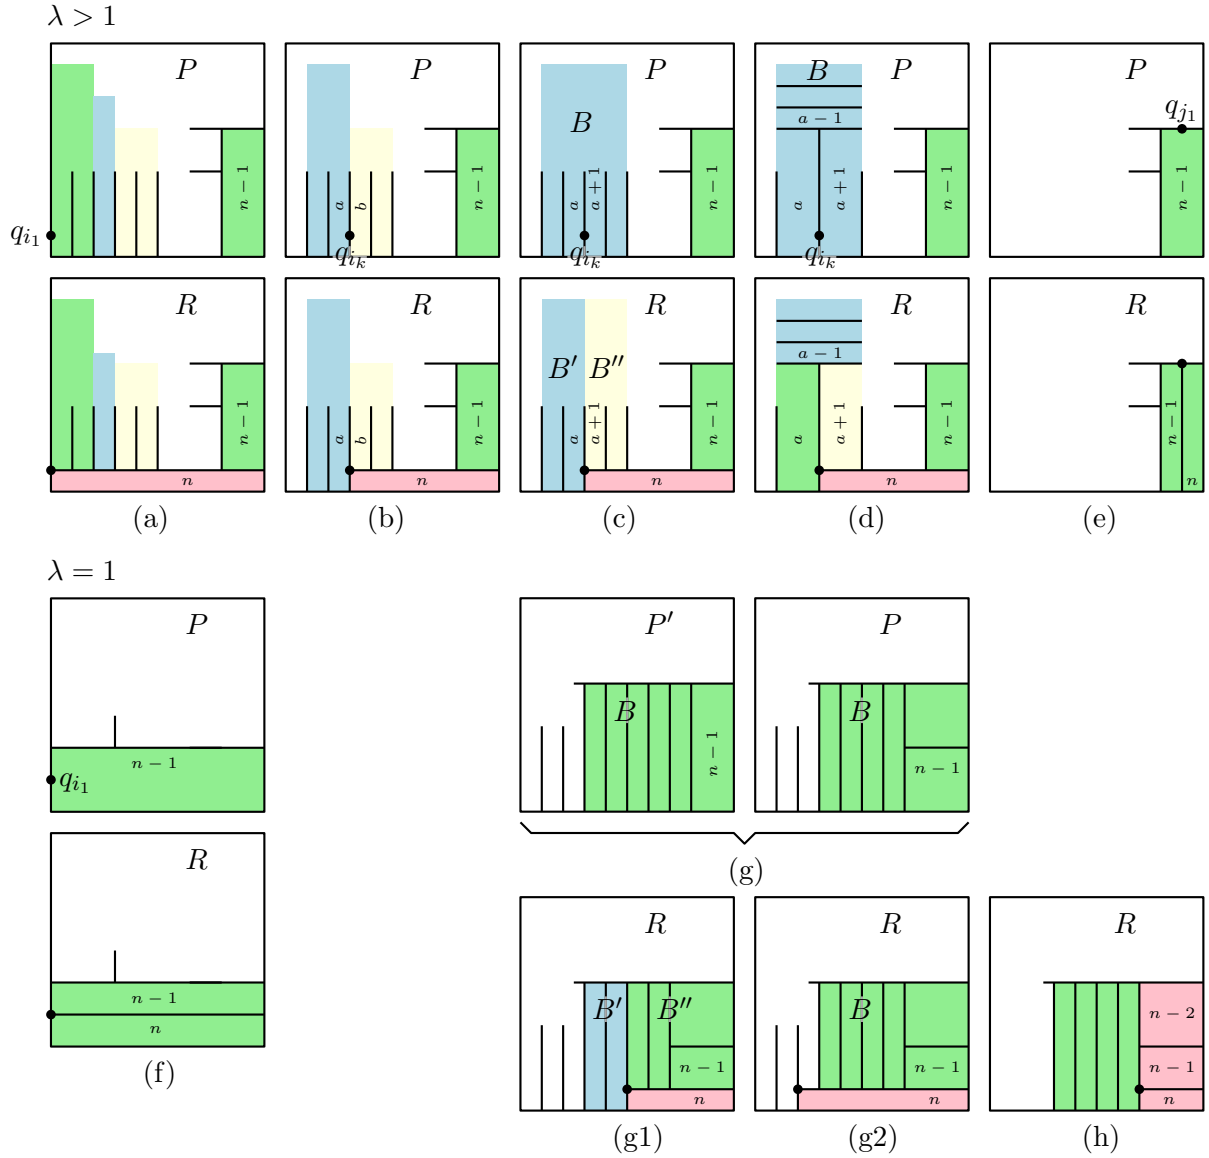 λ > 1
P P P P P
q_{i_1} n − 1 a b n − 1 B a a + 1 n − 1 B a − 1 a a + 1 n − 1 q_{j_1} n − 1
q_{i_k} q_{i_k} q_{i_k}
R R R R R
n − 1 a b n − 1 B′ B″ a a + 1 n − 1 a − 1 a a + 1 n − 1 n − 1 n
n n n n
(a) (b) (c) (d) (e)
λ = 1
P P′ P
B n − 1 B
n − 1 n − 1
q_{i_1}
R
(g)
n − 1 R R R
n B′ B″ B n − 2
(f) n − 1 n − 1 n − 1
n n n
(g1) (g2) (h)